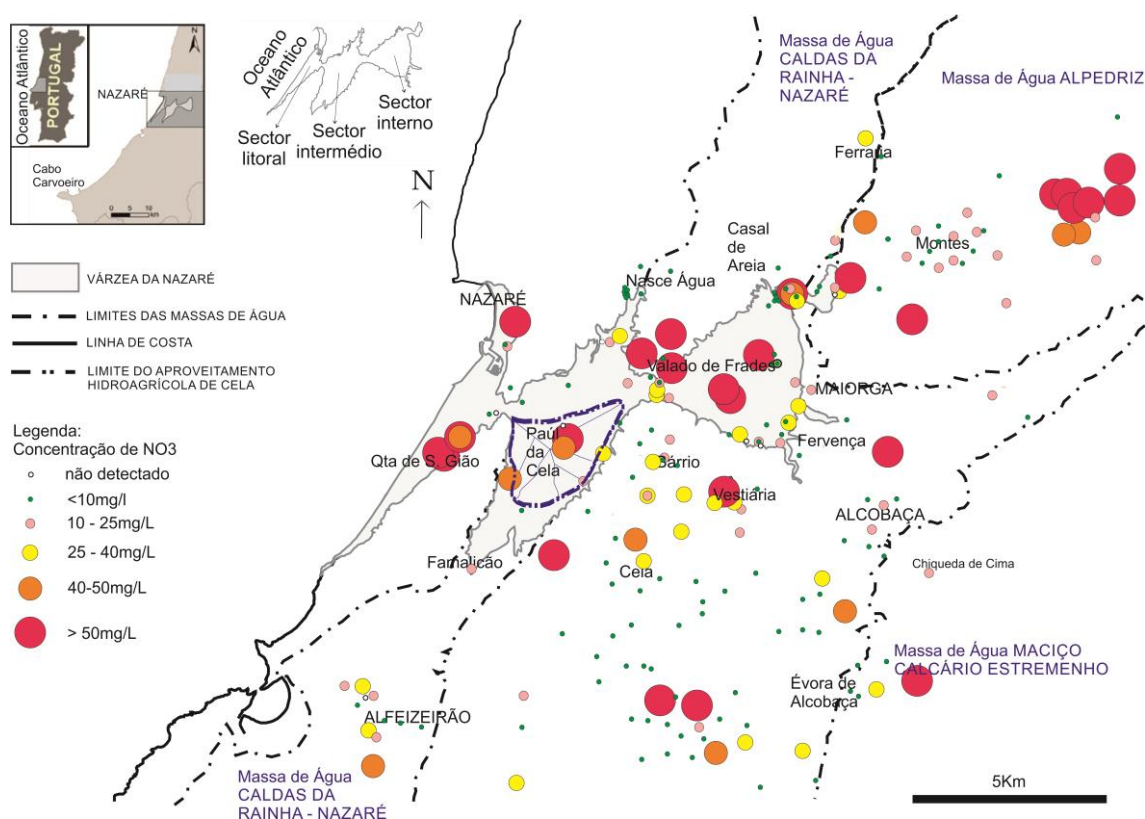 Oceano Atlântico
PORTUGAL
N
NAZARÉ
Cabo
Carvoeiro
0 5 10
km
Oceano
Atlântico
Sector
litoral
Sector
intermédio
Sector interno
N
Massa de Água
CALDAS DA
RAINHA -
NAZARÉ
Massa de Água ALPEDRIZ
Ferraria
Casal
de
Areia
Montes
Nasce Água
NAZARÉ
Valado de Frades
MAIORGA
Fervença
Qta de S. Gião
Paúl
da
Cela
Bárrio
Vestiária
ALCOBAÇA
Famalicão
Cela
Chiqueda de Cima
Massa de Água MACIÇO
CALCÁRIO ESTREMENHO
Évora de
Alcobaça
ALFEIZEIRÃO
Massa de Água
CALDAS DA
RAINHA - NAZARÉ
5Km
VÁRZEA DA NAZARÉ
LIMITES DAS MASSAS DE ÁGUA
LINHA DE COSTA
LIMITE DO APROVEITAMENTO
HIDROAGRÍCOLA DE CELA
Legenda:
Concentração de NO3
não detectado
<10mg/l
10 - 25mg/L
25 - 40mg/L
40-50mg/L
> 50mg/L